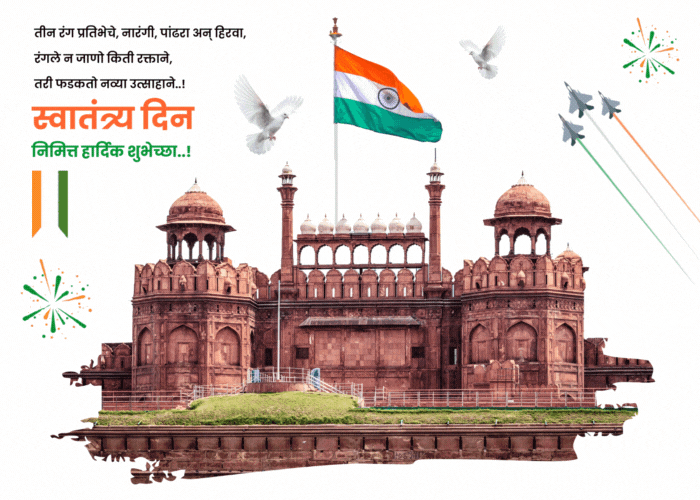 तीन रंग प्रतिभेचे, नारंगी, पांढरा अन् हिरवा,
रंगले न जाणो किती रक्ताने,
तरी फडकतो नव्या उत्साहाने..!
स्वातंत्र्य दिन
निमित्त हार्दिक शुभेच्छा..!